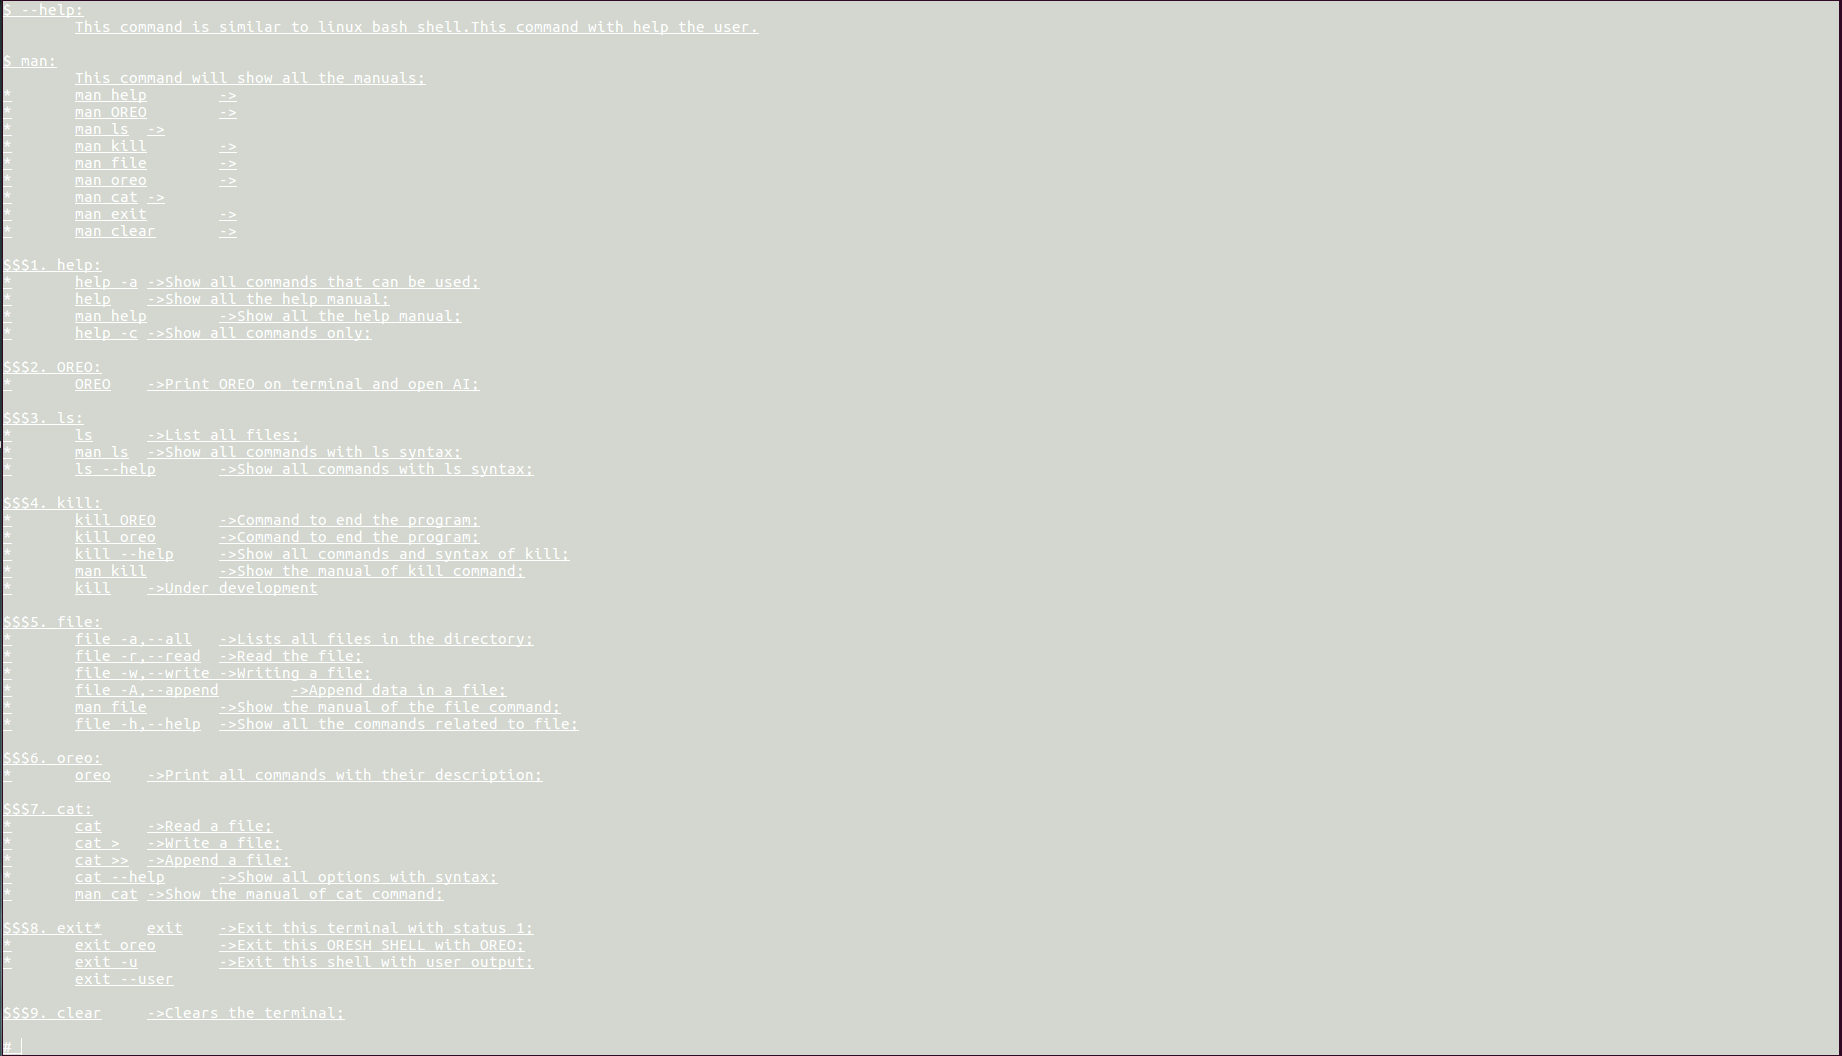 $ --help:
This command is similar to linux bash shell.This command with help the user.
$ man:
This command will show all the manuals;
* man help ->
* man OREO ->
* man ls ->
* man kill ->
* man file ->
* man oreo ->
* man cat ->
* man exit ->
* man clear ->
$$$1. help:
* help -a ->Show all commands that can be used;
* help ->Show all the help manual;
* man help ->Show all the help manual;
* help -c ->Show all commands only;
$$$2. OREO:
* OREO ->Print OREO on terminal and open AI;
$$$3. ls:
* ls ->List all files;
* man ls ->Show all commands with ls syntax;
* ls --help ->Show all commands with ls syntax;
$$$4. kill:
* kill OREO ->Command to end the program;
* kill oreo ->Command to end the program;
* kill --help ->Show all commands and syntax of kill;
* man kill ->Show the manual of kill command;
* kill ->Under development
$$$5. file:
* file -a,--all ->Lists all files in the directory;
* file -r,--read ->Read the file;
* file -w,--write ->Writing a file;
* file -A,--append ->Append data in a file;
* man file ->Show the manual of the file command;
* file -h,--help ->Show all the commands related to file;
$$$6. oreo:
* oreo ->Print all commands with their description;
$$$7. cat:
* cat ->Read a file;
* cat > ->Write a file;
* cat >> ->Append a file;
* cat --help ->Show all options with syntax;
* man cat ->Show the manual of cat command;
$$$8. exit* exit ->Exit this terminal with status 1;
* exit oreo ->Exit this ORESH SHELL with OREO;
* exit -u ->Exit this shell with user output;
exit --user
$$$9. clear ->Clears the terminal;
#